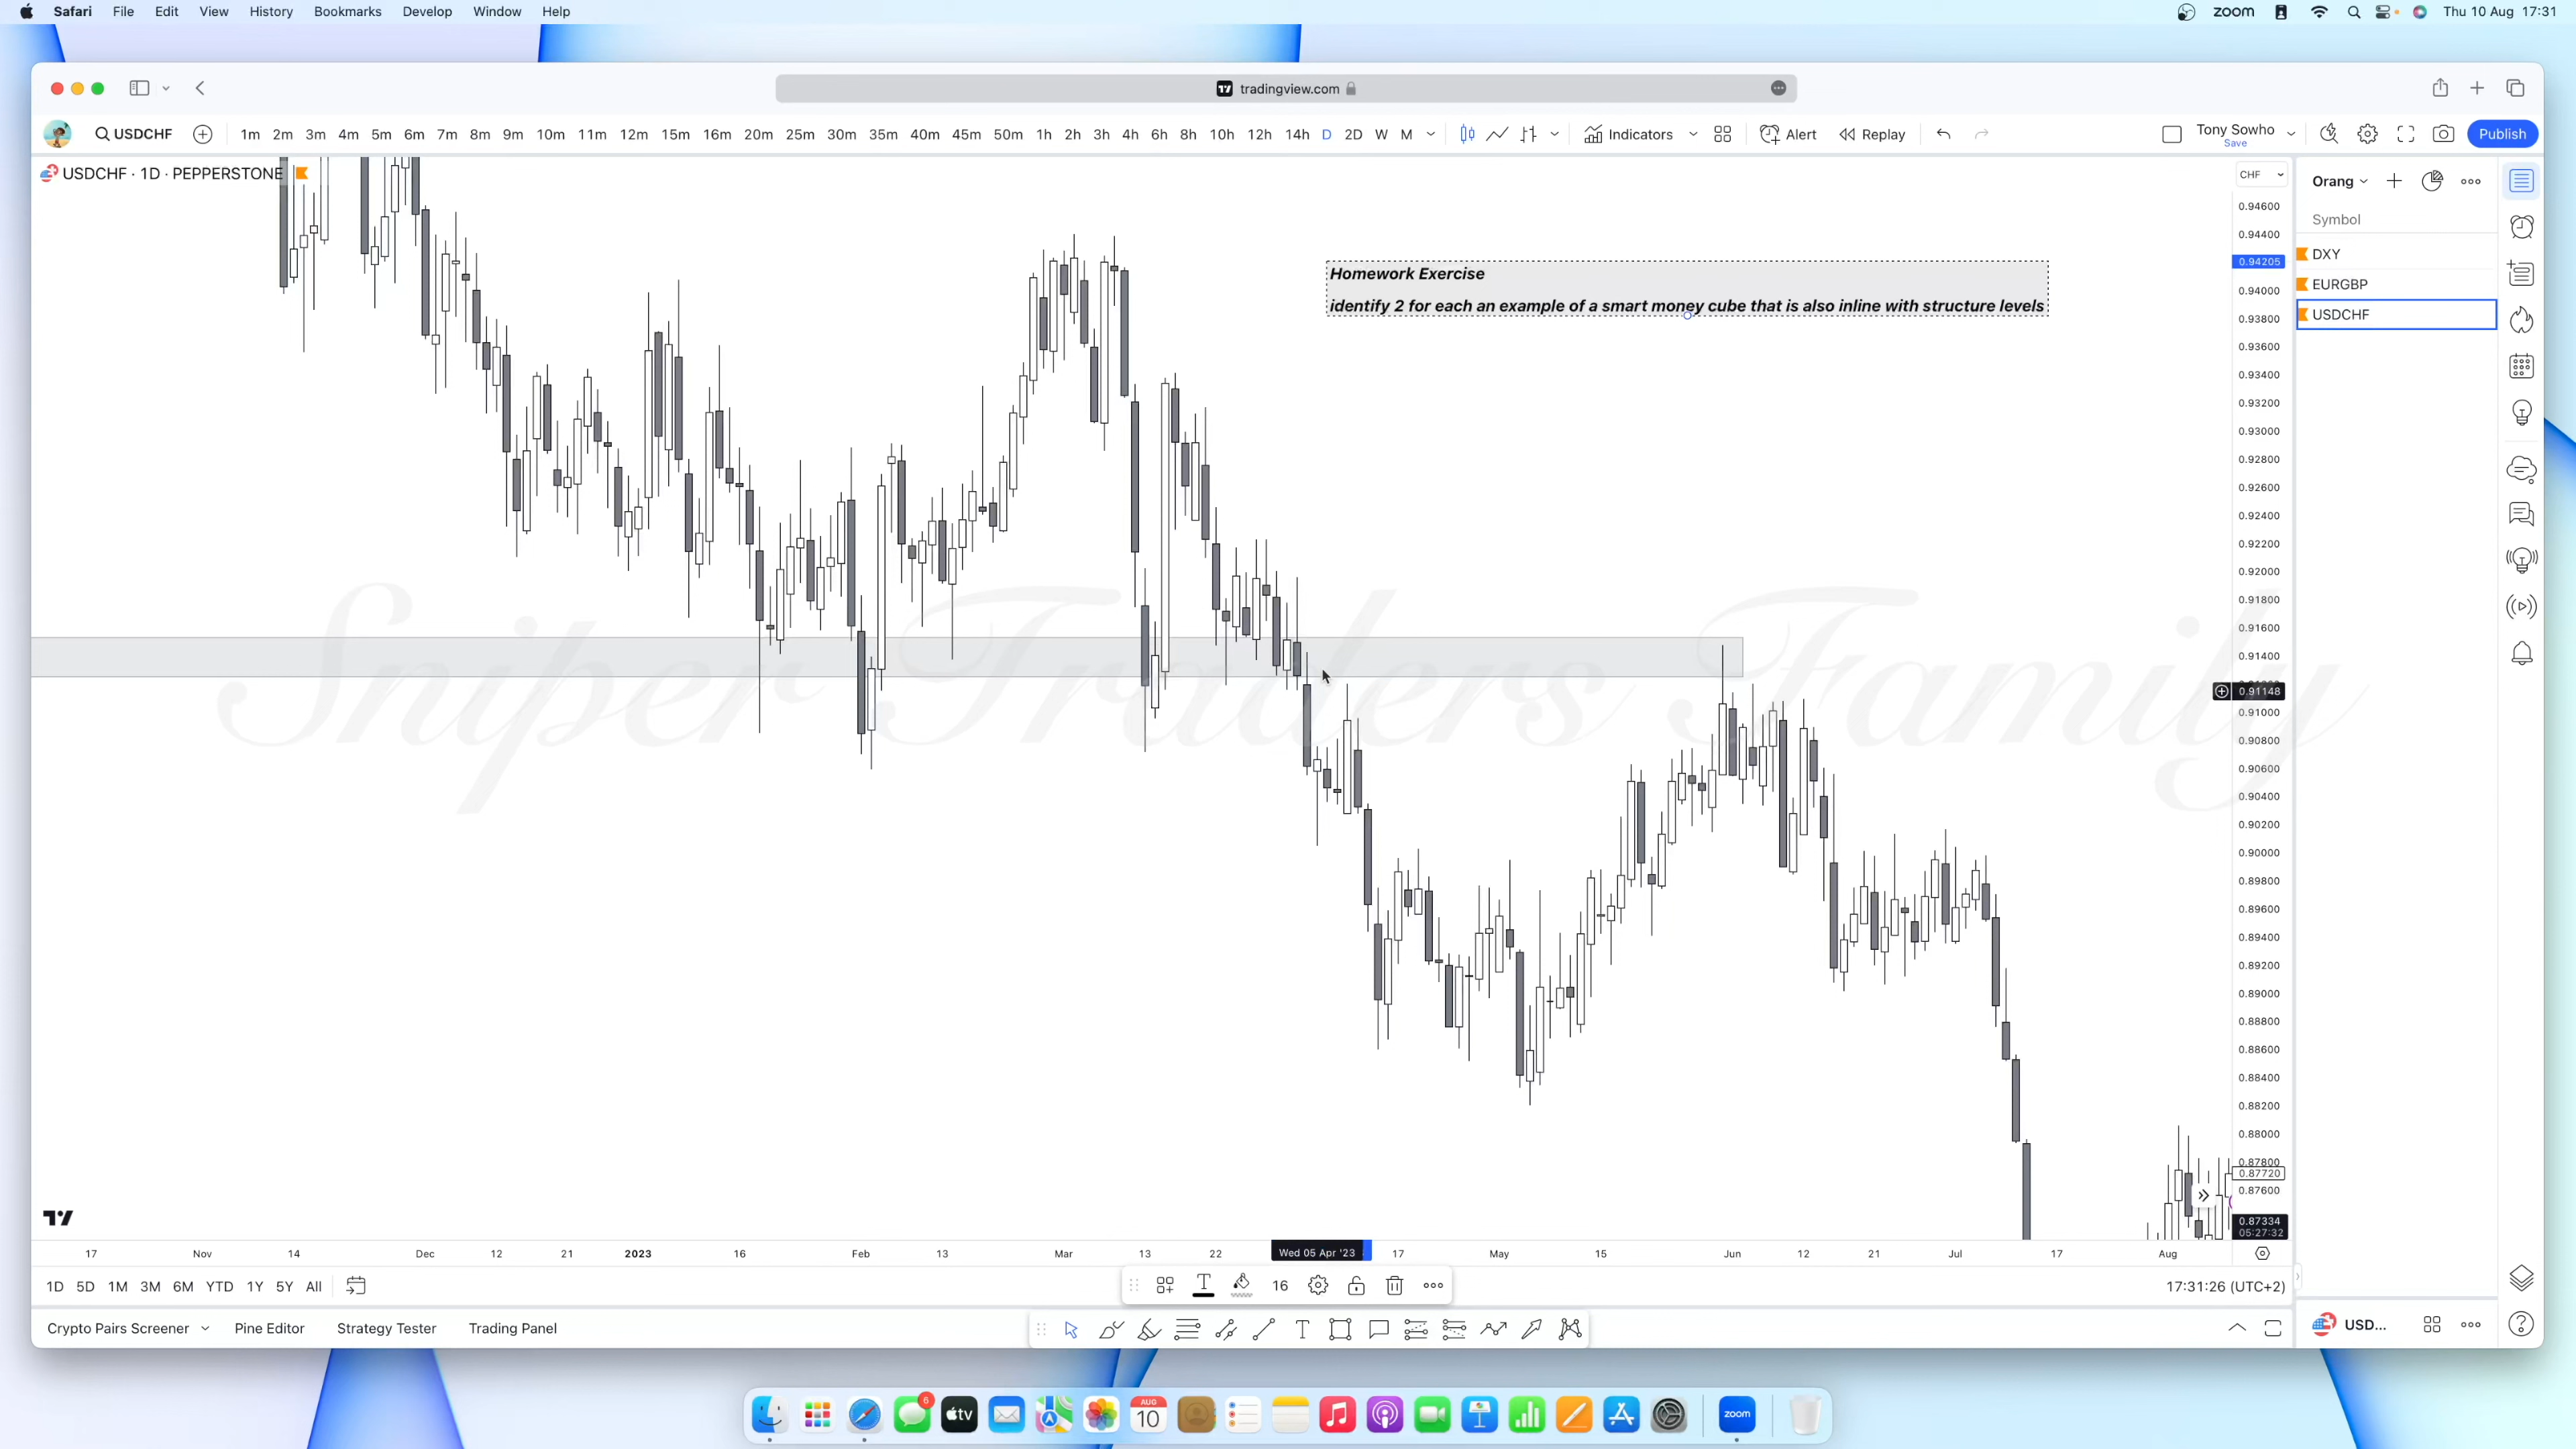 Safari File Edit View History Bookmarks Develop Window Help zoom Thu 10 Aug 17:31
tradingview.com
USDCHF 1m 2m 3m 4m 5m 6m 7m 8m 9m 10m 11m 12m 15m 16m 20m 25m 30m 35m 40m 45m 50m 1h 2h 3h 4h 6h 8h 10h 12h 14h D 2D W M Indicators Alert Replay Tony Sowho Publish
Save
USDCHF · 1D · PEPPERSTONE
CHF
Orang
Symbol
DXY
EURGBP
USDCHF
Homework Exercise
identify 2 for each an example of a smart money cube that is also inline with structure levels
Sniper Traders Family
0.94600
0.94400
0.94205
0.94000
0.93800
0.93600
0.93400
0.93200
0.93000
0.92800
0.92600
0.92400
0.92200
0.92000
0.91800
0.91600
0.91400
0.91148
0.91000
0.90800
0.90600
0.90400
0.90200
0.90000
0.89800
0.89600
0.89400
0.89200
0.89000
0.88800
0.88600
0.88400
0.88200
0.88000
0.87800
0.87720
0.87600
0.87334
05:27:32
17 Nov 14 Dec 12 21 2023 16 Feb 13 Mar 13 22 Wed 05 Apr '23 17 May 15 Jun 12 21 Jul 17 Aug
1D 5D 1M 3M 6M YTD 1Y 5Y All 16 17:31:26 (UTC+2)
Crypto Pairs Screener Pine Editor Strategy Tester Trading Panel USD...
6
tv
AUG
10
zoom